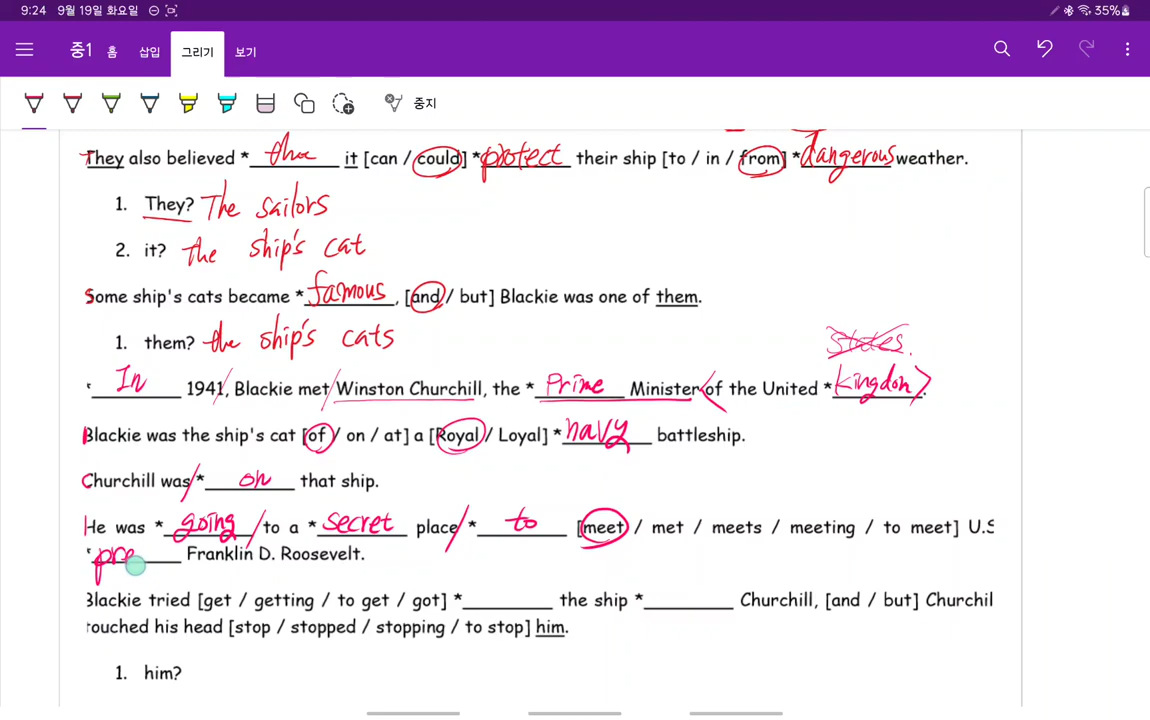 9:24 9월 19일 화요일 35%
중1 홈 삽입 그리기 보기
중지
They also believed * tha it [can / could] *protect their ship [to / in / from] *dangerous weather.
1. They? The sailors
2. it? the ship's cat
Some ship's cats became * famous, [and / but] Blackie was one of them.
1. them? the ship's cats
States.
* In 1941, Blackie met Winston Churchill, the * Prime Minister of the United * kingdon.
Blackie was the ship's cat [of / on / at] a [Royal / Loyal] * navy battleship.
Churchill was * on that ship.
He was * going to a * secret place * to [meet / met / meets / meeting / to meet] U.S
* pre Franklin D. Roosevelt.
Blackie tried [get / getting / to get / got] *_________ the ship *_________ Churchill, [and / but] Churchil
touched his head [stop / stopped / stopping / to stop] him.
1. him?